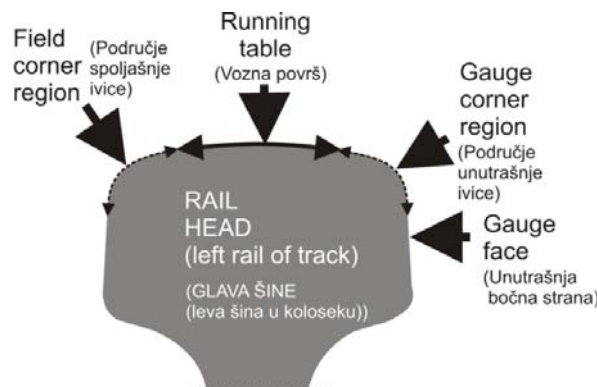 Field
corner
region
(Područje
spoljašnje
ivice)
Running
table
(Vozna površ)
Gauge
corner
region
(Područje
unutrašnje
ivice)
Gauge
face
(Unutrašnja
bočna strana)
RAIL
HEAD
(left rail of track)
(GLAVA ŠINE
(leva šina u koloseku))